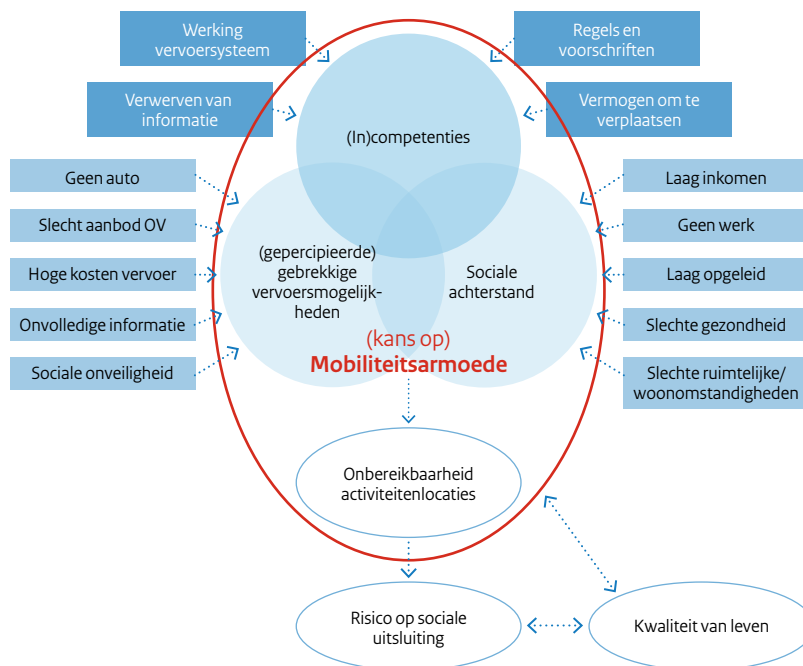 Werking
vervoersysteem
Regels en
voorschriften
Verwerven van
informatie
Vermogen om te
verplaatsen
(In)competenties
Geen auto
Slecht aanbod OV
Hoge kosten vervoer
Onvolledige informatie
Sociale onveiligheid
(gepercipieerde)
gebrekkige
vervoersmogelijk-
heden
Sociale
achterstand
Laag inkomen
Geen werk
Laag opgeleid
Slechte gezondheid
Slechte ruimtelijke/
woonomstandigheden
(kans op)
Mobiliteitsarmoede
Onbereikbaarheid
activiteitenlocaties
Risico op sociale
uitsluiting
Kwaliteit van leven